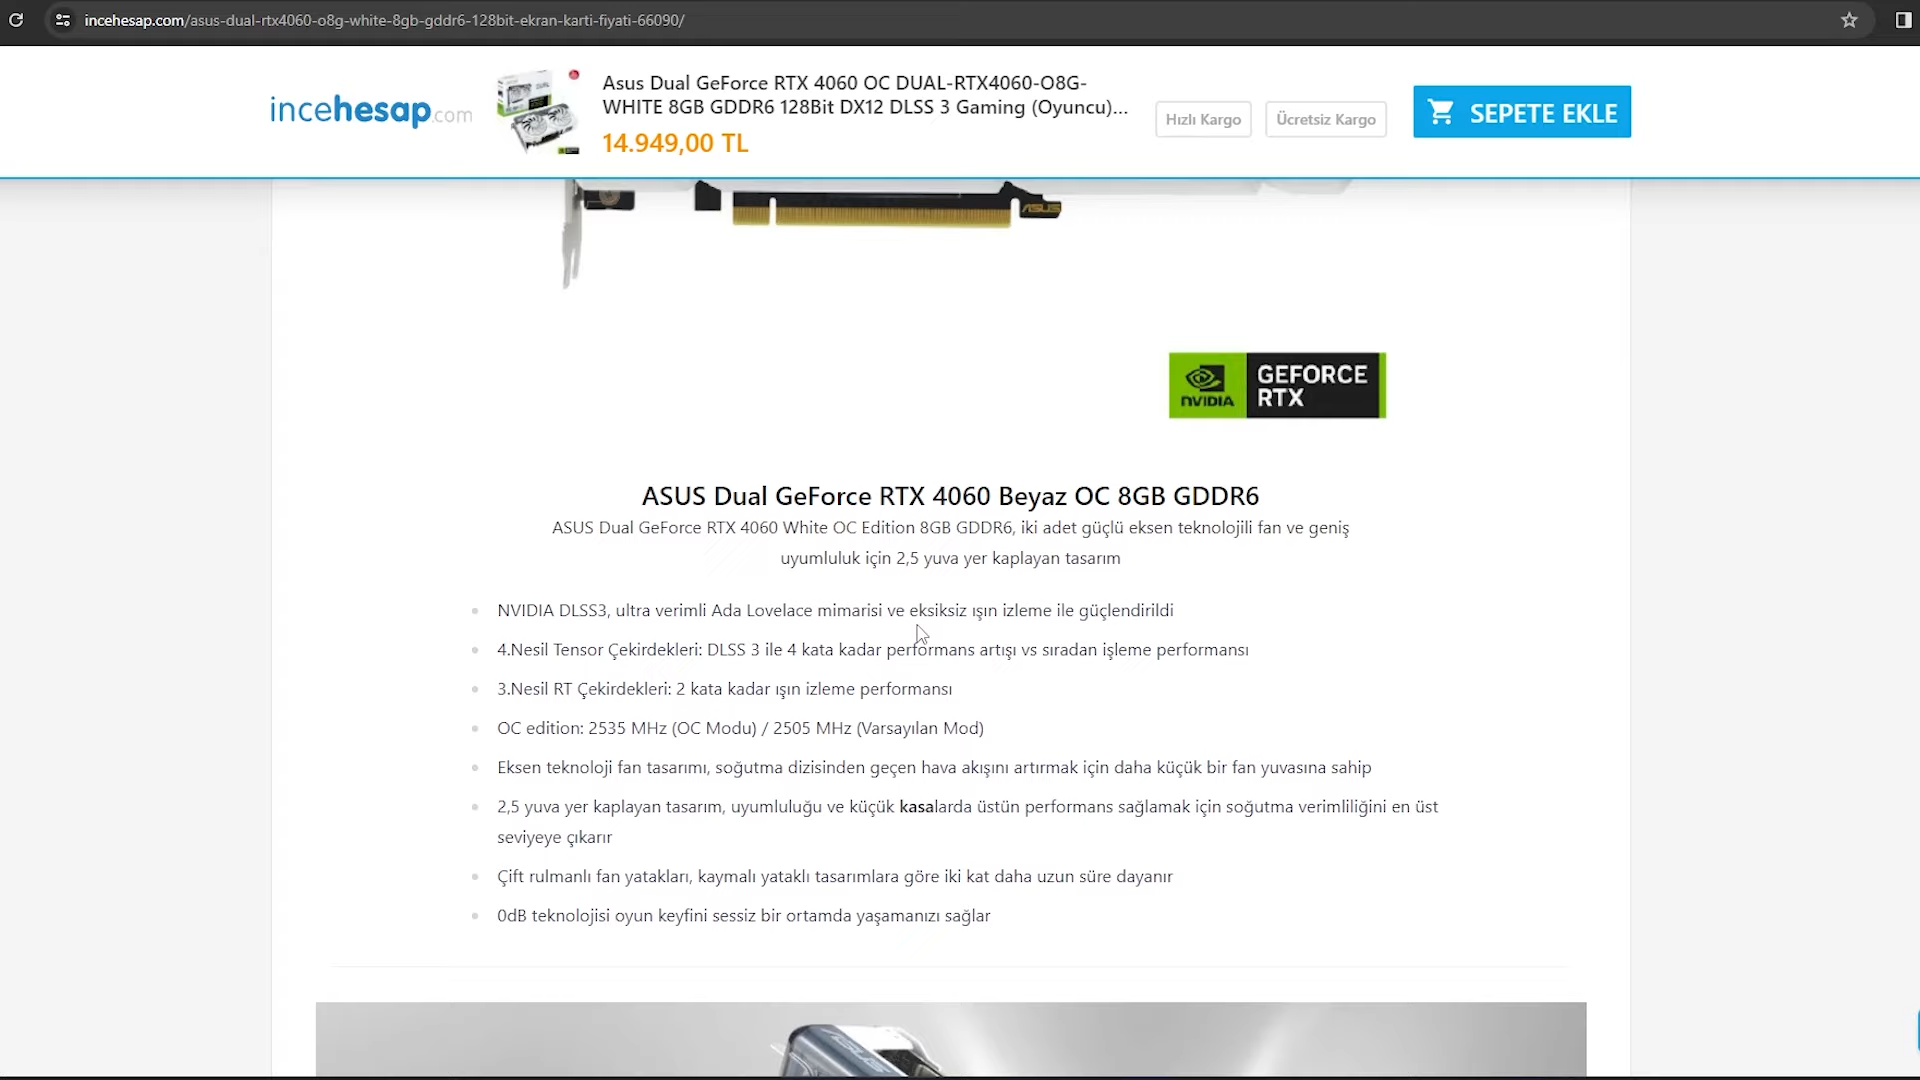 incehesap.com/asus-dual-rtx4060-o8g-white-8gb-gddr6-128bit-ekran-karti-fiyati-66090/
incehesap.com
Asus Dual GeForce RTX 4060 OC DUAL-RTX4060-O8G-
WHITE 8GB GDDR6 128Bit DX12 DLSS 3 Gaming (Oyuncu)...
14.949,00 TL
Hızlı Kargo
Ücretsiz Kargo
SEPETE EKLE
ASUS
NVIDIA
GEFORCE
RTX
ASUS Dual GeForce RTX 4060 Beyaz OC 8GB GDDR6
ASUS Dual GeForce RTX 4060 White OC Edition 8GB GDDR6, iki adet güçlü eksen teknolojili fan ve geniş
uyumluluk için 2,5 yuva yer kaplayan tasarım
NVIDIA DLSS3, ultra verimli Ada Lovelace mimarisi ve eksiksiz ışın izleme ile güçlendirildi
4.Nesil Tensor Çekirdekleri: DLSS 3 ile 4 kata kadar performans artışı vs sıradan işleme performansı
3.Nesil RT Çekirdekleri: 2 kata kadar ışın izleme performansı
OC edition: 2535 MHz (OC Modu) / 2505 MHz (Varsayılan Mod)
Eksen teknoloji fan tasarımı, soğutma dizisinden geçen hava akışını artırmak için daha küçük bir fan yuvasına sahip
2,5 yuva yer kaplayan tasarım, uyumluluğu ve küçük kasalarda üstün performans sağlamak için soğutma verimliliğini en üst
seviyeye çıkarır
Çift rulmanlı fan yatakları, kaymalı yataklı tasarımlara göre iki kat daha uzun süre dayanır
0dB teknolojisi oyun keyfini sessiz bir ortamda yaşamanızı sağlar
ASUS